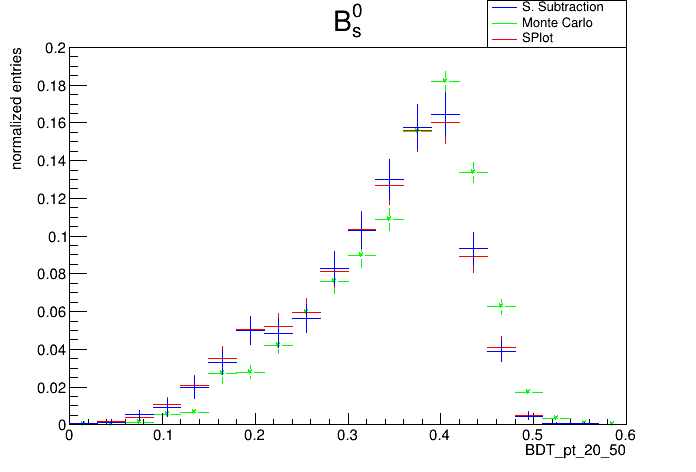 B_s^0
S. Subtraction
Monte Carlo
SPlot
normalized entries
0.2
0.18
0.16
0.14
0.12
0.1
0.08
0.06
0.04
0.02
0
0 0.1 0.2 0.3 0.4 0.5 0.6
BDT_pt_20_50